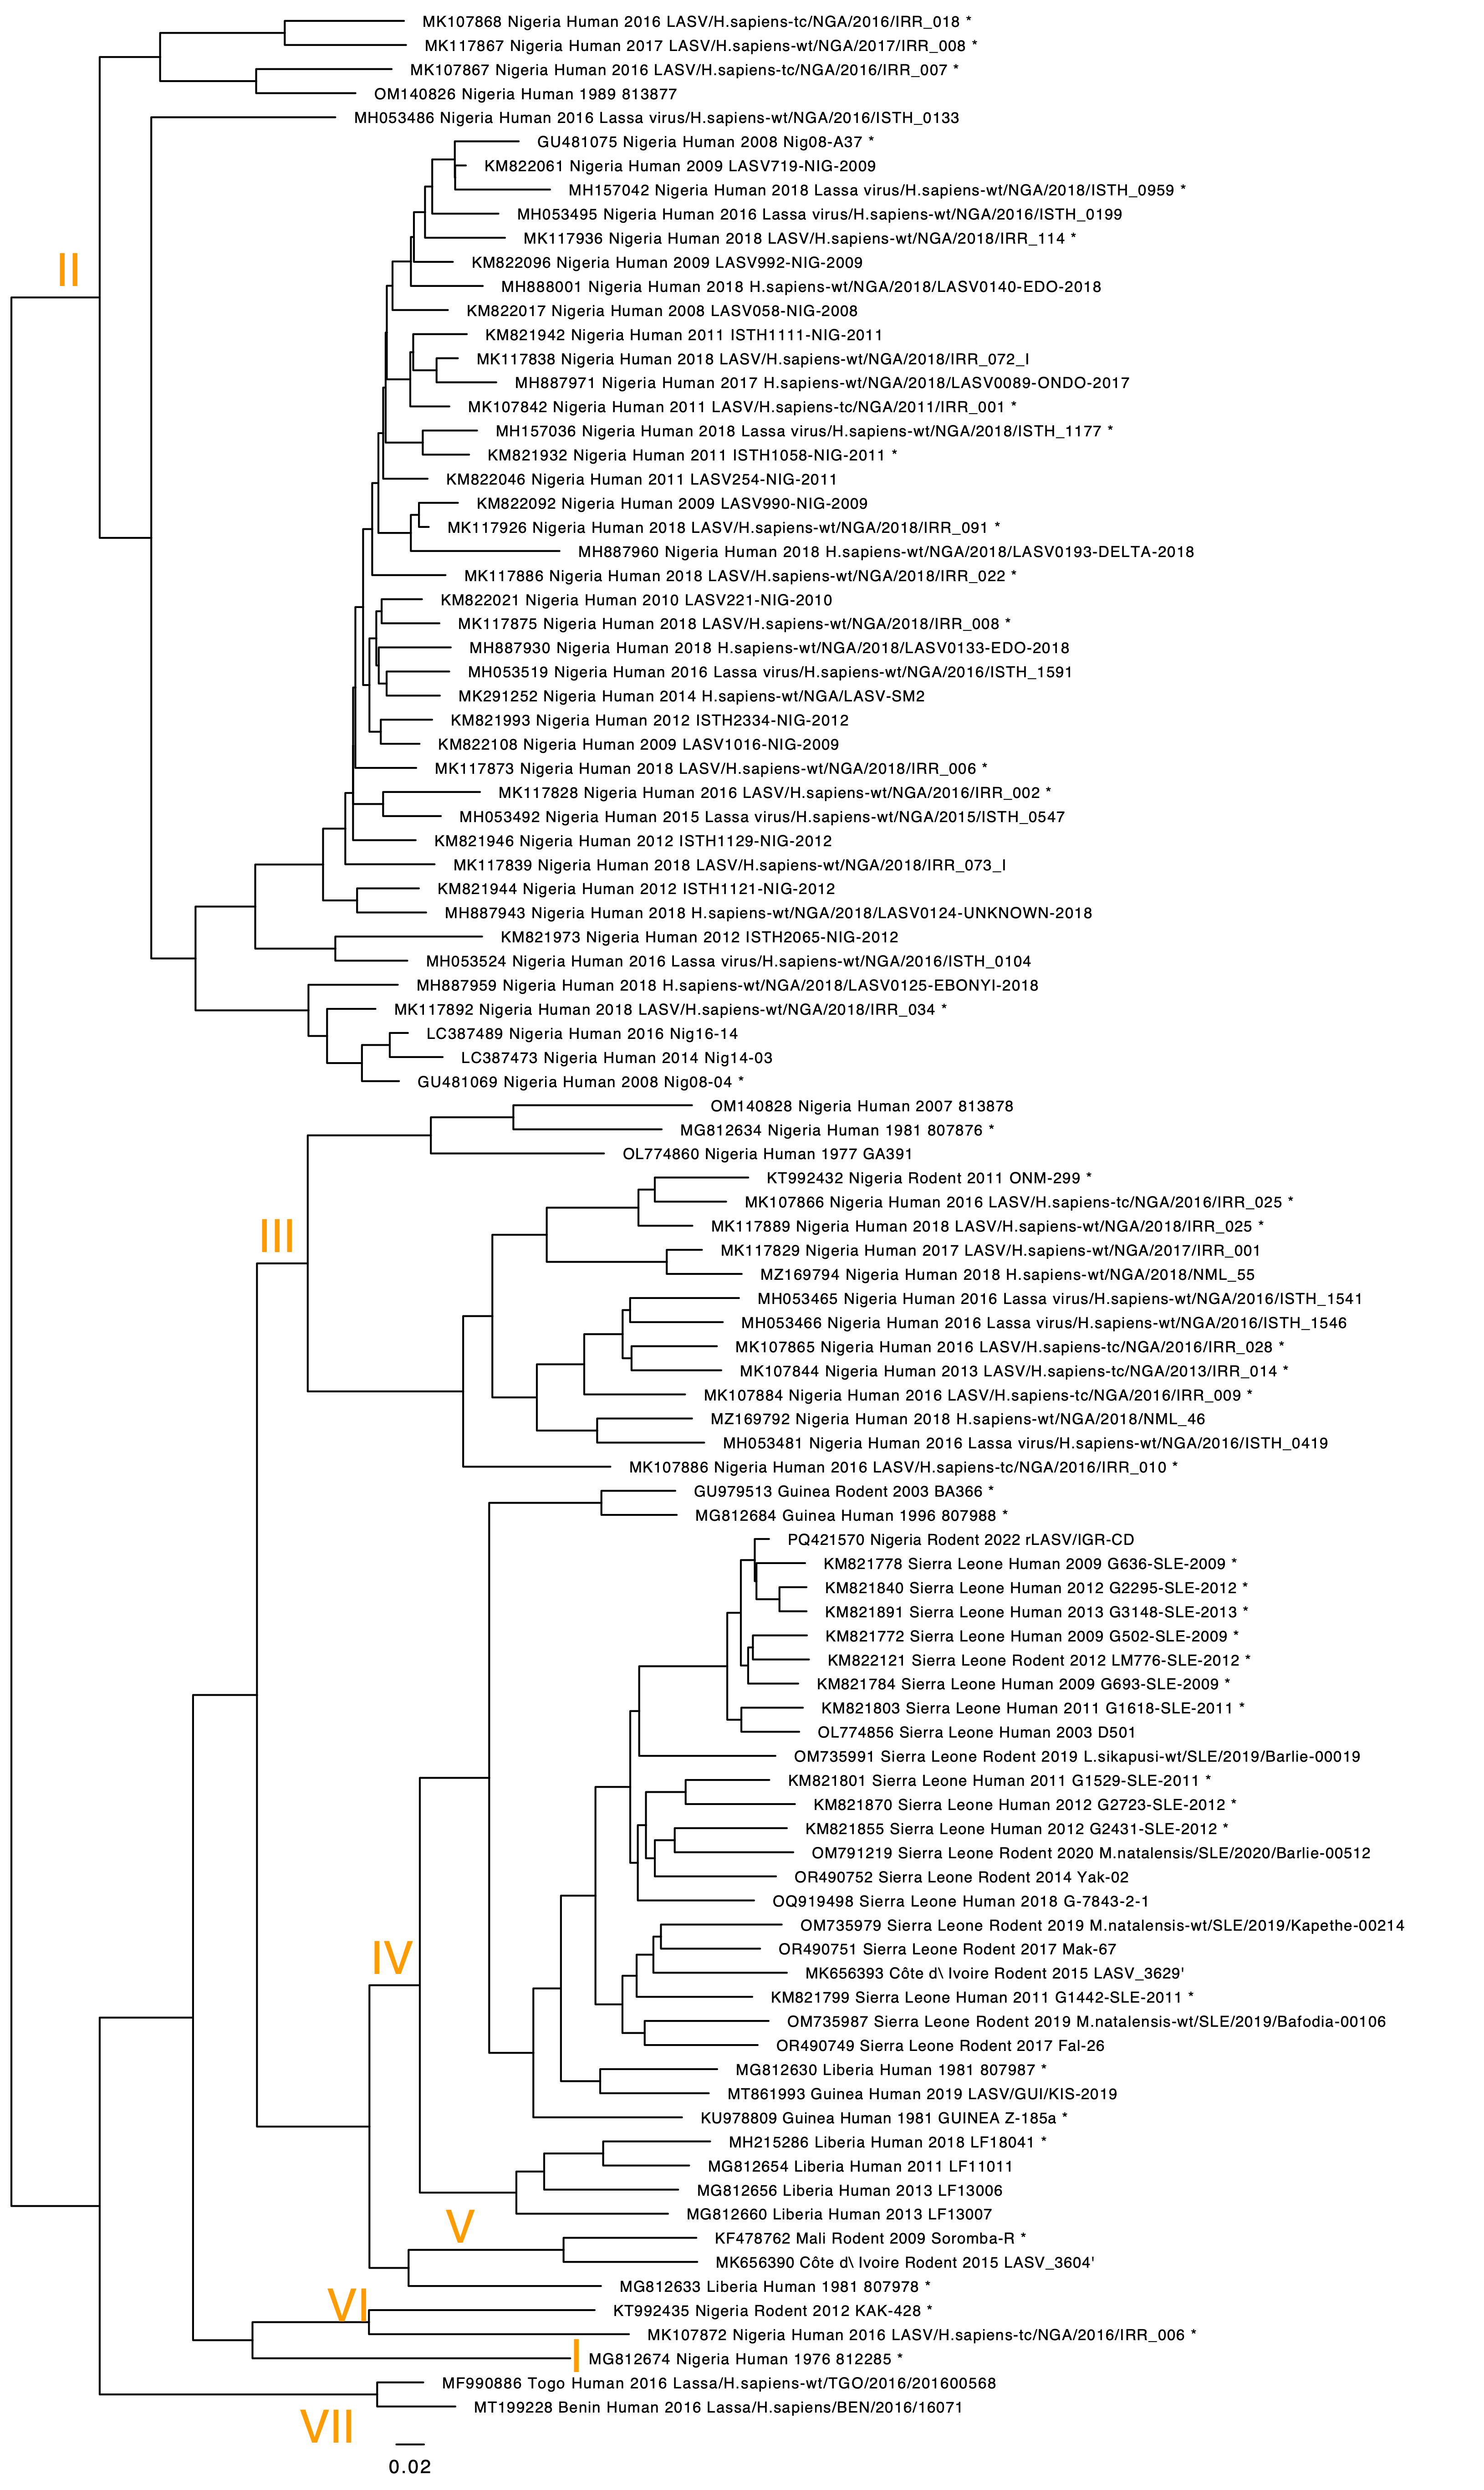 MK107868 Nigeria Human 2016 LASV/H.sapiens-tc/NGA/2016/IRR_018 *
MK117867 Nigeria Human 2017 LASV/H.sapiens-wt/NGA/2017/IRR_008 *
MK107867 Nigeria Human 2016 LASV/H.sapiens-tc/NGA/2016/IRR_007 *
OM140826 Nigeria Human 1989 813877
MH053486 Nigeria Human 2016 Lassa virus/H.sapiens-wt/NGA/2016/ISTH_0133
GU481075 Nigeria Human 2008 Nig08-A37 *
KM822061 Nigeria Human 2009 LASV719-NIG-2009
MH157042 Nigeria Human 2018 Lassa virus/H.sapiens-wt/NGA/2018/ISTH_0959 *
MH053495 Nigeria Human 2016 Lassa virus/H.sapiens-wt/NGA/2016/ISTH_0199
MK117936 Nigeria Human 2018 LASV/H.sapiens-wt/NGA/2018/IRR_114 *
KM822096 Nigeria Human 2009 LASV992-NIG-2009
II
MH888001 Nigeria Human 2018 H.sapiens-wt/NGA/2018/LASV0140-EDO-2018
KM822017 Nigeria Human 2008 LASV058-NIG-2008
KM821942 Nigeria Human 2011 ISTH1111-NIG-2011
MK117838 Nigeria Human 2018 LASV/H.sapiens-wt/NGA/2018/IRR_072_I
MH887971 Nigeria Human 2017 H.sapiens-wt/NGA/2018/LASV0089-ONDO-2017
MK107842 Nigeria Human 2011 LASV/H.sapiens-tc/NGA/2011/IRR_001 *
MH157036 Nigeria Human 2018 Lassa virus/H.sapiens-wt/NGA/2018/ISTH_1177 *
KM821932 Nigeria Human 2011 ISTH1058-NIG-2011 *
KM822046 Nigeria Human 2011 LASV254-NIG-2011
KM822092 Nigeria Human 2009 LASV990-NIG-2009
MK117926 Nigeria Human 2018 LASV/H.sapiens-wt/NGA/2018/IRR_091 *
MH887960 Nigeria Human 2018 H.sapiens-wt/NGA/2018/LASV0193-DELTA-2018
MK117886 Nigeria Human 2018 LASV/H.sapiens-wt/NGA/2018/IRR_022 *
KM822021 Nigeria Human 2010 LASV221-NIG-2010
MK117875 Nigeria Human 2018 LASV/H.sapiens-wt/NGA/2018/IRR_008 *
MH887930 Nigeria Human 2018 H.sapiens-wt/NGA/2018/LASV0133-EDO-2018
MH053519 Nigeria Human 2016 Lassa virus/H.sapiens-wt/NGA/2016/ISTH_1591
MK291252 Nigeria Human 2014 H.sapiens-wt/NGA/LASV-SM2
KM821993 Nigeria Human 2012 ISTH2334-NIG-2012
KM822108 Nigeria Human 2009 LASV1016-NIG-2009
MK117873 Nigeria Human 2018 LASV/H.sapiens-wt/NGA/2018/IRR_006 *
MK117828 Nigeria Human 2016 LASV/H.sapiens-wt/NGA/2016/IRR_002 *
MH053492 Nigeria Human 2015 Lassa virus/H.sapiens-wt/NGA/2015/ISTH_0547
KM821946 Nigeria Human 2012 ISTH1129-NIG-2012
MK117839 Nigeria Human 2018 LASV/H.sapiens-wt/NGA/2018/IRR_073_I
KM821944 Nigeria Human 2012 ISTH1121-NIG-2012
MH887943 Nigeria Human 2018 H.sapiens-wt/NGA/2018/LASV0124-UNKNOWN-2018
KM821973 Nigeria Human 2012 ISTH2065-NIG-2012
MH053524 Nigeria Human 2016 Lassa virus/H.sapiens-wt/NGA/2016/ISTH_0104
MH887959 Nigeria Human 2018 H.sapiens-wt/NGA/2018/LASV0125-EBONYI-2018
MK117892 Nigeria Human 2018 LASV/H.sapiens-wt/NGA/2018/IRR_034 *
LC387489 Nigeria Human 2016 Nig16-14
LC387473 Nigeria Human 2014 Nig14-03
GU481069 Nigeria Human 2008 Nig08-04 *
OM140828 Nigeria Human 2007 813878
MG812634 Nigeria Human 1981 807876 *
OL774860 Nigeria Human 1977 GA391
KT992432 Nigeria Rodent 2011 ONM-299 *
MK107866 Nigeria Human 2016 LASV/H.sapiens-tc/NGA/2016/IRR_025 *
MK117889 Nigeria Human 2018 LASV/H.sapiens-wt/NGA/2018/IRR_025 *
III
MK117829 Nigeria Human 2017 LASV/H.sapiens-wt/NGA/2017/IRR_001
MZ169794 Nigeria Human 2018 H.sapiens-wt/NGA/2018/NML_55
MH053465 Nigeria Human 2016 Lassa virus/H.sapiens-wt/NGA/2016/ISTH_1541
MH053466 Nigeria Human 2016 Lassa virus/H.sapiens-wt/NGA/2016/ISTH_1546
MK107865 Nigeria Human 2016 LASV/H.sapiens-tc/NGA/2016/IRR_028 *
MK107844 Nigeria Human 2013 LASV/H.sapiens-tc/NGA/2013/IRR_014 *
MK107884 Nigeria Human 2016 LASV/H.sapiens-tc/NGA/2016/IRR_009 *
MZ169792 Nigeria Human 2018 H.sapiens-wt/NGA/2018/NML_46
MH053481 Nigeria Human 2016 Lassa virus/H.sapiens-wt/NGA/2016/ISTH_0419
MK107886 Nigeria Human 2016 LASV/H.sapiens-tc/NGA/2016/IRR_010 *
GU979513 Guinea Rodent 2003 BA366 *
MG812684 Guinea Human 1996 807988 *
PQ421570 Nigeria Rodent 2022 rLASV/IGR-CD
KM821778 Sierra Leone Human 2009 G636-SLE-2009 *
KM821840 Sierra Leone Human 2012 G2295-SLE-2012 *
KM821891 Sierra Leone Human 2013 G3148-SLE-2013 *
KM821772 Sierra Leone Human 2009 G502-SLE-2009 *
KM822121 Sierra Leone Rodent 2012 LM776-SLE-2012 *
KM821784 Sierra Leone Human 2009 G693-SLE-2009 *
KM821803 Sierra Leone Human 2011 G1618-SLE-2011 *
OL774856 Sierra Leone Human 2003 D501
OM735991 Sierra Leone Rodent 2019 L.sikapusi-wt/SLE/2019/Barlie-00019
KM821801 Sierra Leone Human 2011 G1529-SLE-2011 *
KM821870 Sierra Leone Human 2012 G2723-SLE-2012 *
KM821855 Sierra Leone Human 2012 G2431-SLE-2012 *
OM791219 Sierra Leone Rodent 2020 M.natalensis/SLE/2020/Barlie-00512
OR490752 Sierra Leone Rodent 2014 Yak-02
OQ919498 Sierra Leone Human 2018 G-7843-2-1
OM735979 Sierra Leone Rodent 2019 M.natalensis-wt/SLE/2019/Kapethe-00214
OR490751 Sierra Leone Rodent 2017 Mak-67
IV
MK656393 Côte d\ Ivoire Rodent 2015 LASV_3629'
KM821799 Sierra Leone Human 2011 G1442-SLE-2011 *
OM735987 Sierra Leone Rodent 2019 M.natalensis-wt/SLE/2019/Bafodia-00106
OR490749 Sierra Leone Rodent 2017 Fal-26
MG812630 Liberia Human 1981 807987 *
MT861993 Guinea Human 2019 LASV/GUI/KIS-2019
KU978809 Guinea Human 1981 GUINEA Z-185a *
MH215286 Liberia Human 2018 LF18041 *
MG812654 Liberia Human 2011 LF11011
MG812656 Liberia Human 2013 LF13006
MG812660 Liberia Human 2013 LF13007
V
KF478762 Mali Rodent 2009 Soromba-R *
MK656390 Côte d\ Ivoire Rodent 2015 LASV_3604'
MG812633 Liberia Human 1981 807978 *
VI
KT992435 Nigeria Rodent 2012 KAK-428 *
MK107872 Nigeria Human 2016 LASV/H.sapiens-tc/NGA/2016/IRR_006 *
I
MG812674 Nigeria Human 1976 812285 *
MF990886 Togo Human 2016 Lassa/H.sapiens-wt/TGO/2016/201600568
MT199228 Benin Human 2016 Lassa/H.sapiens/BEN/2016/16071
VII
0.02